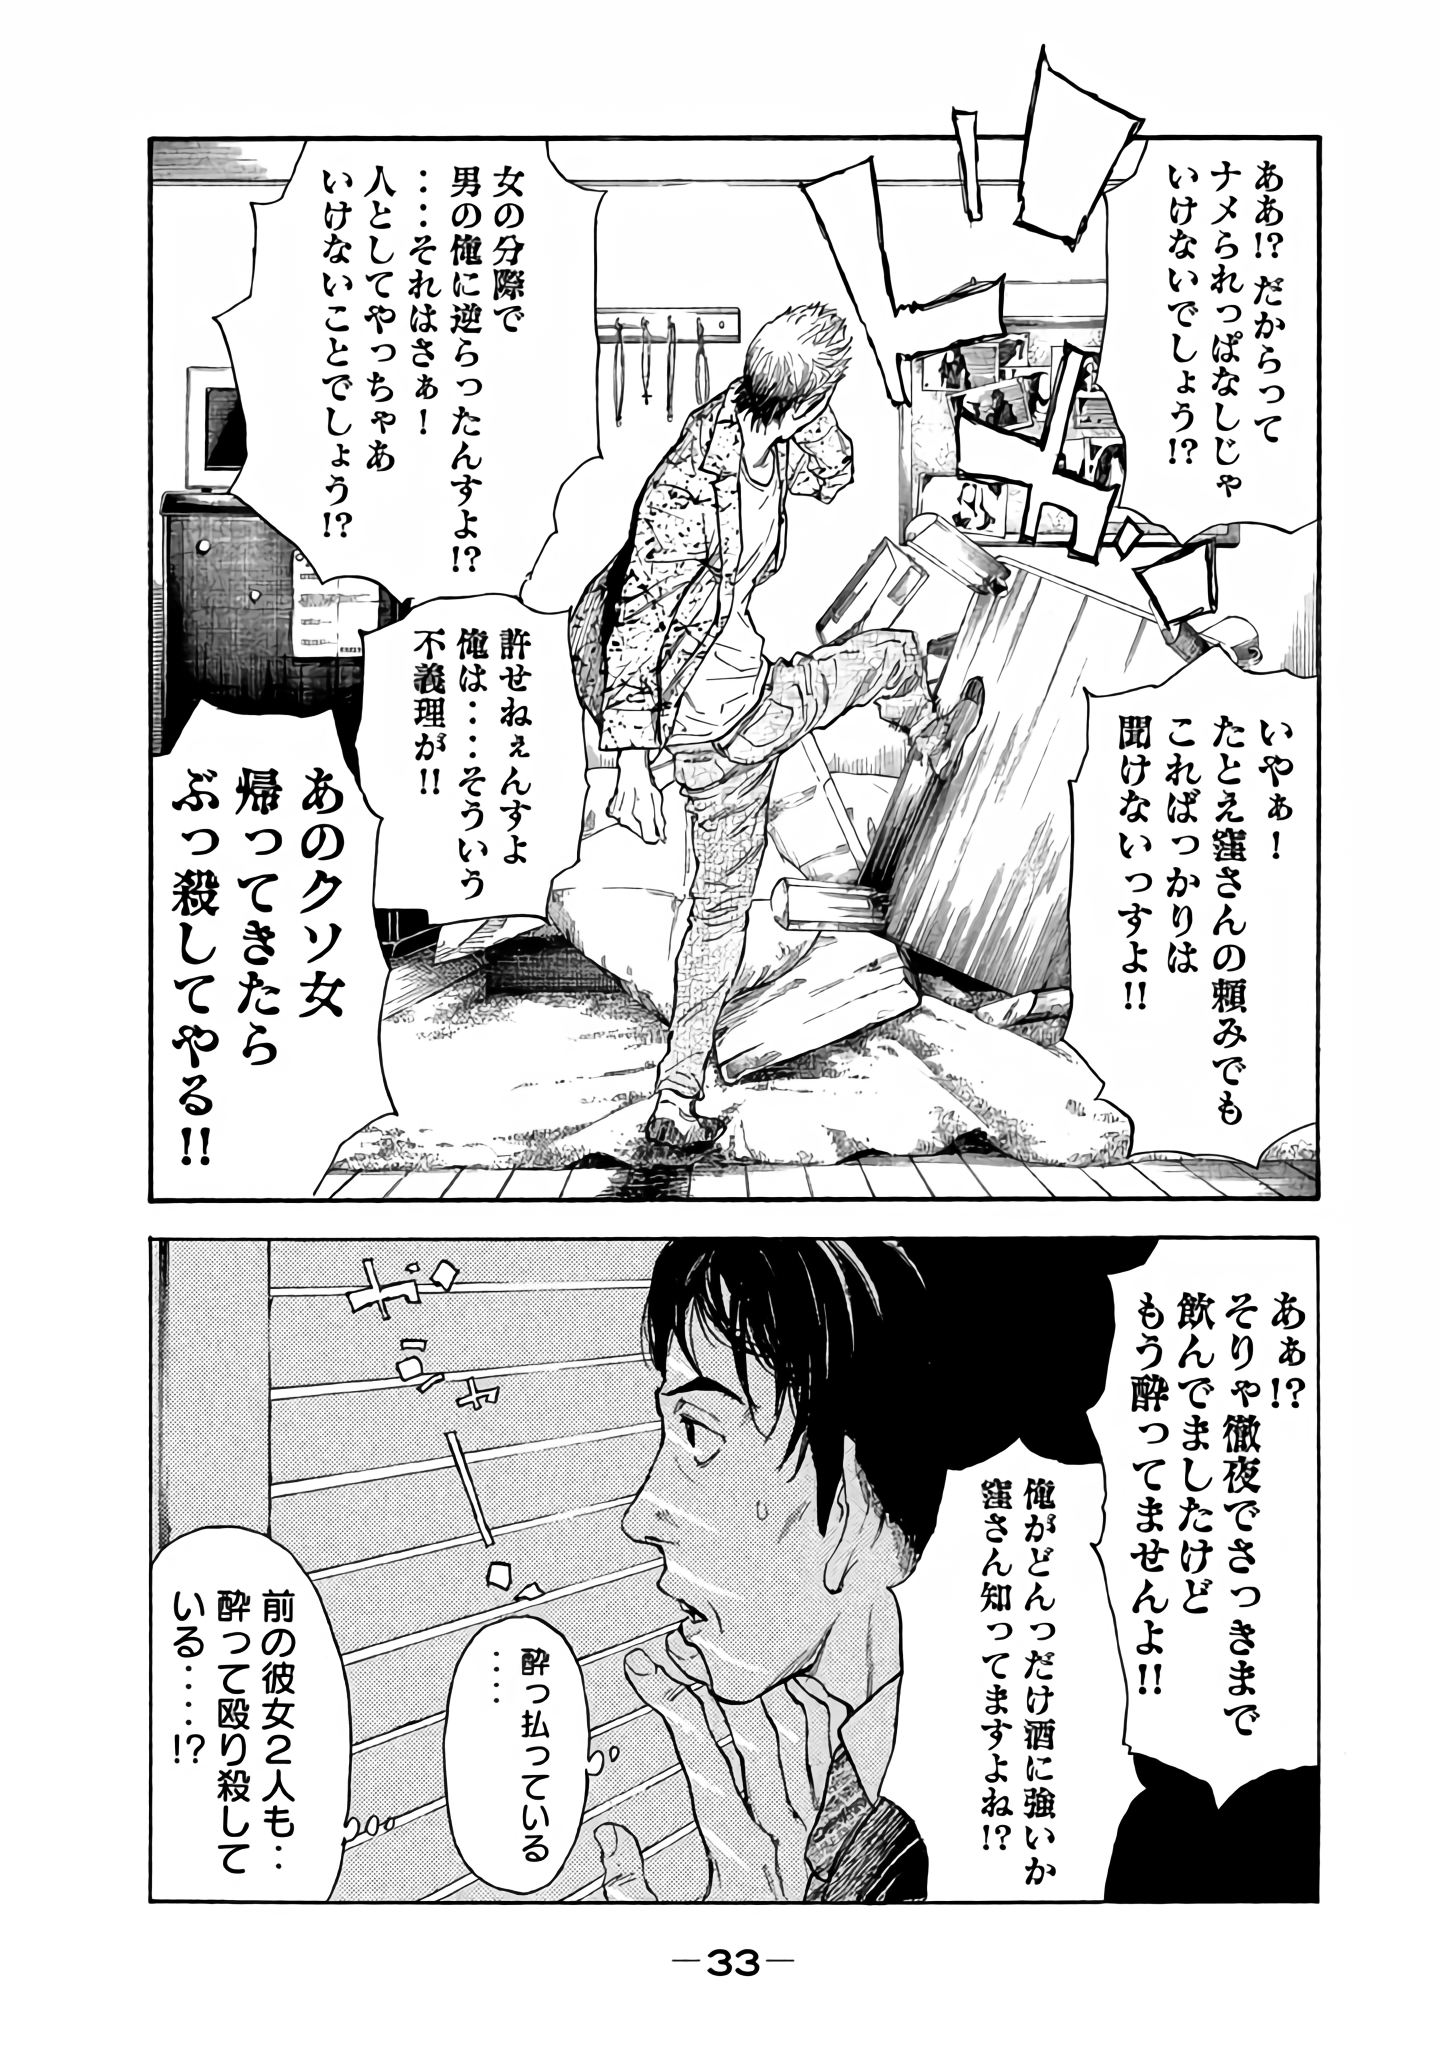 ああ!?だからって
ナメられっぱなしじゃ
いけないでしょう!?
いやぁ!
たとえ窪さんの頼みでも
こればっかりは
聞けないっすよ!!
女の分際で
男の俺に逆らったんすよ!?
‥‥それはさぁ!
人としてやっちゃあ
いけないことでしょう!?
許せねぇんすよ
俺は‥‥そういう
不義理が!!
あのクソ女
帰ってきたら
ぶっ殺してやる!!
あぁ!?
そりゃ徹夜でさっきまで
飲んでましたけど
もう酔ってませんよ!!
俺がどんっだけ酒に強いか
窪さん知ってますよね!?
酔っ払っている
‥‥
前の彼女2人も‥
酔って殴り殺して
いる‥‥!?
―33―